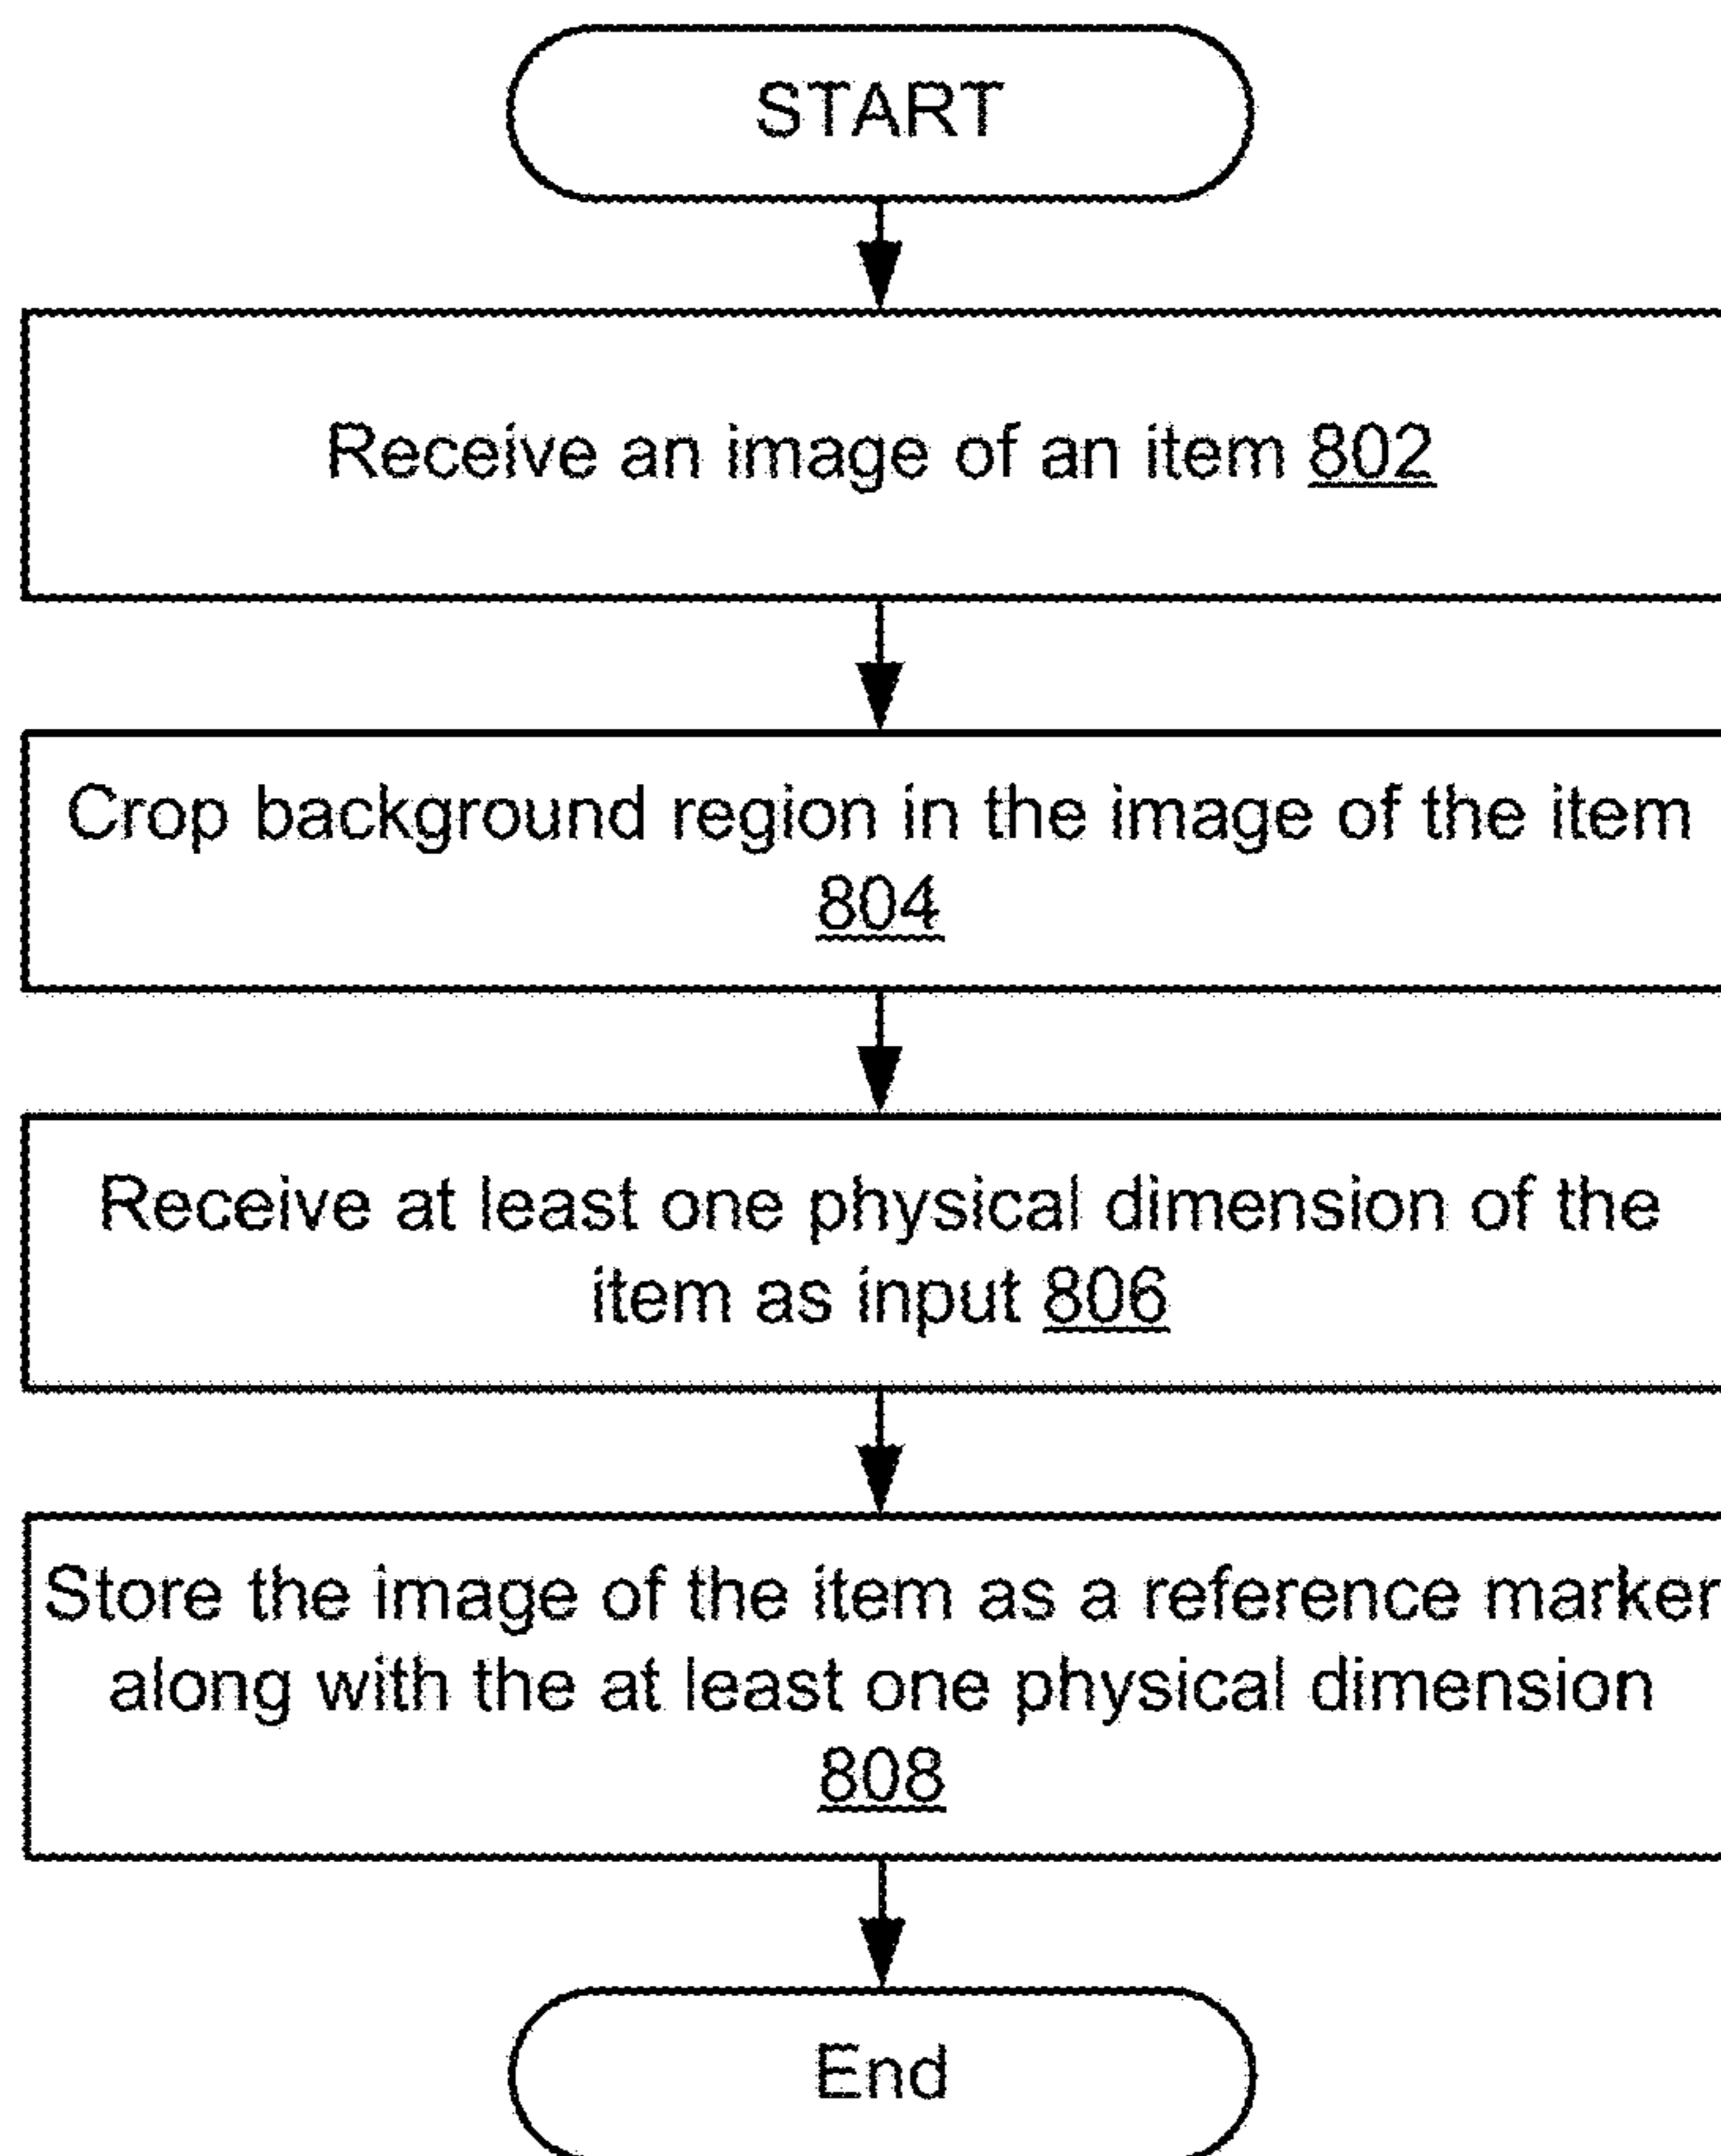 START
Receive an image of an item 802
Crop background region in the image of the item
804
Receive at least one physical dimension of the
item as input 806
Store the image of the item as a reference marker
along with the at least one physical dimension
808
End